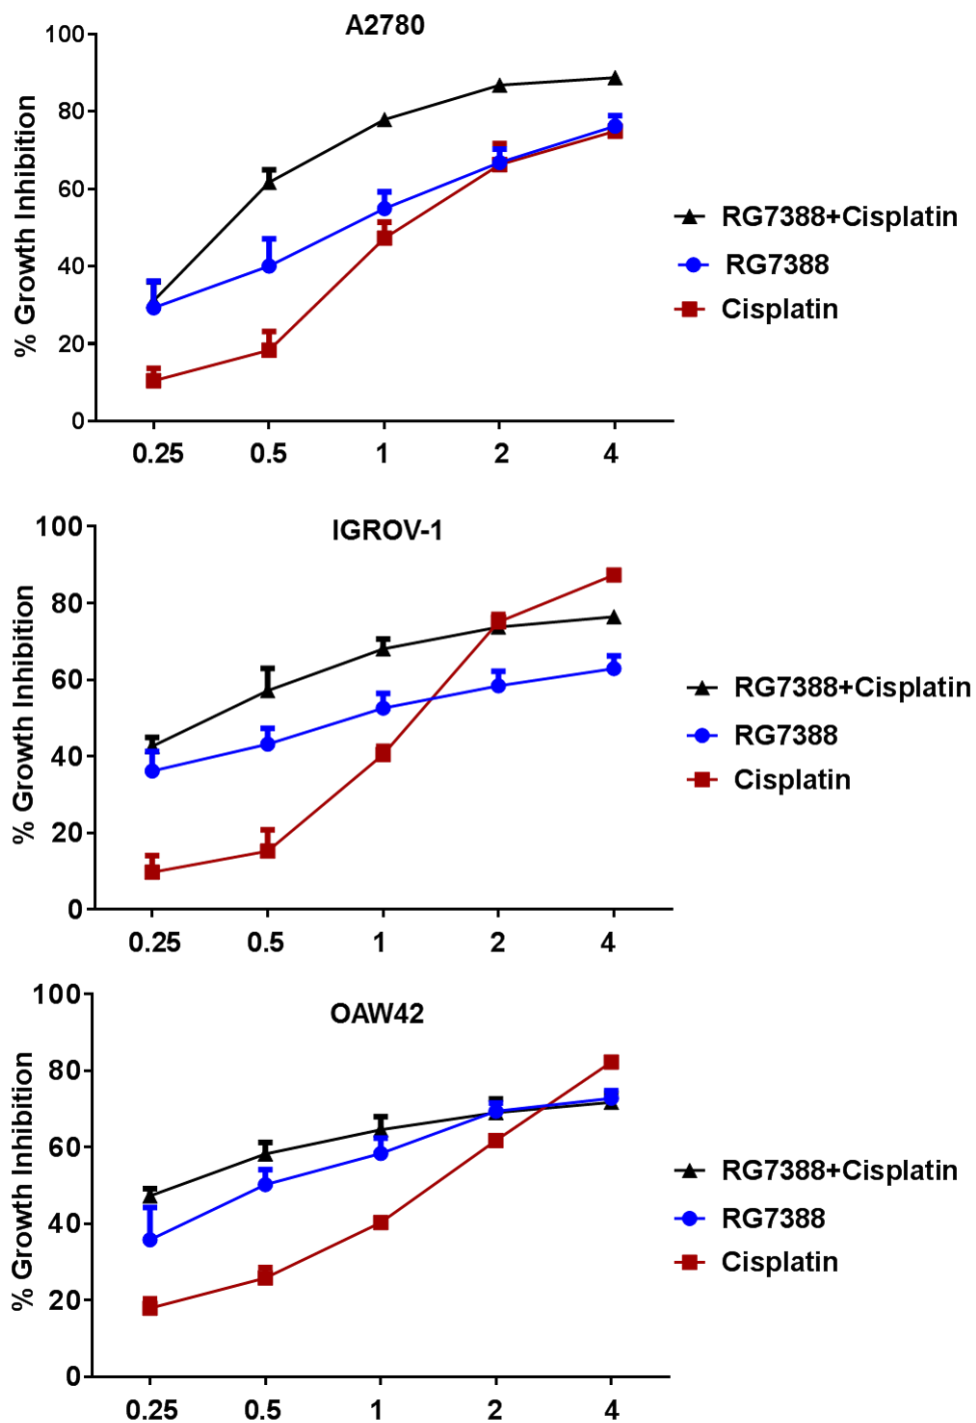 A2780
% Growth Inhibition
100
80
60
40
20
0
0.25 0.5 1 2 4
RG7388+Cisplatin
RG7388
Cisplatin
IGROV-1
% Growth Inhibition
100
80
60
40
20
0
0.25 0.5 1 2 4
RG7388+Cisplatin
RG7388
Cisplatin
OAW42
% Growth Inhibition
100
80
60
40
20
0
0.25 0.5 1 2 4
RG7388+Cisplatin
RG7388
Cisplatin